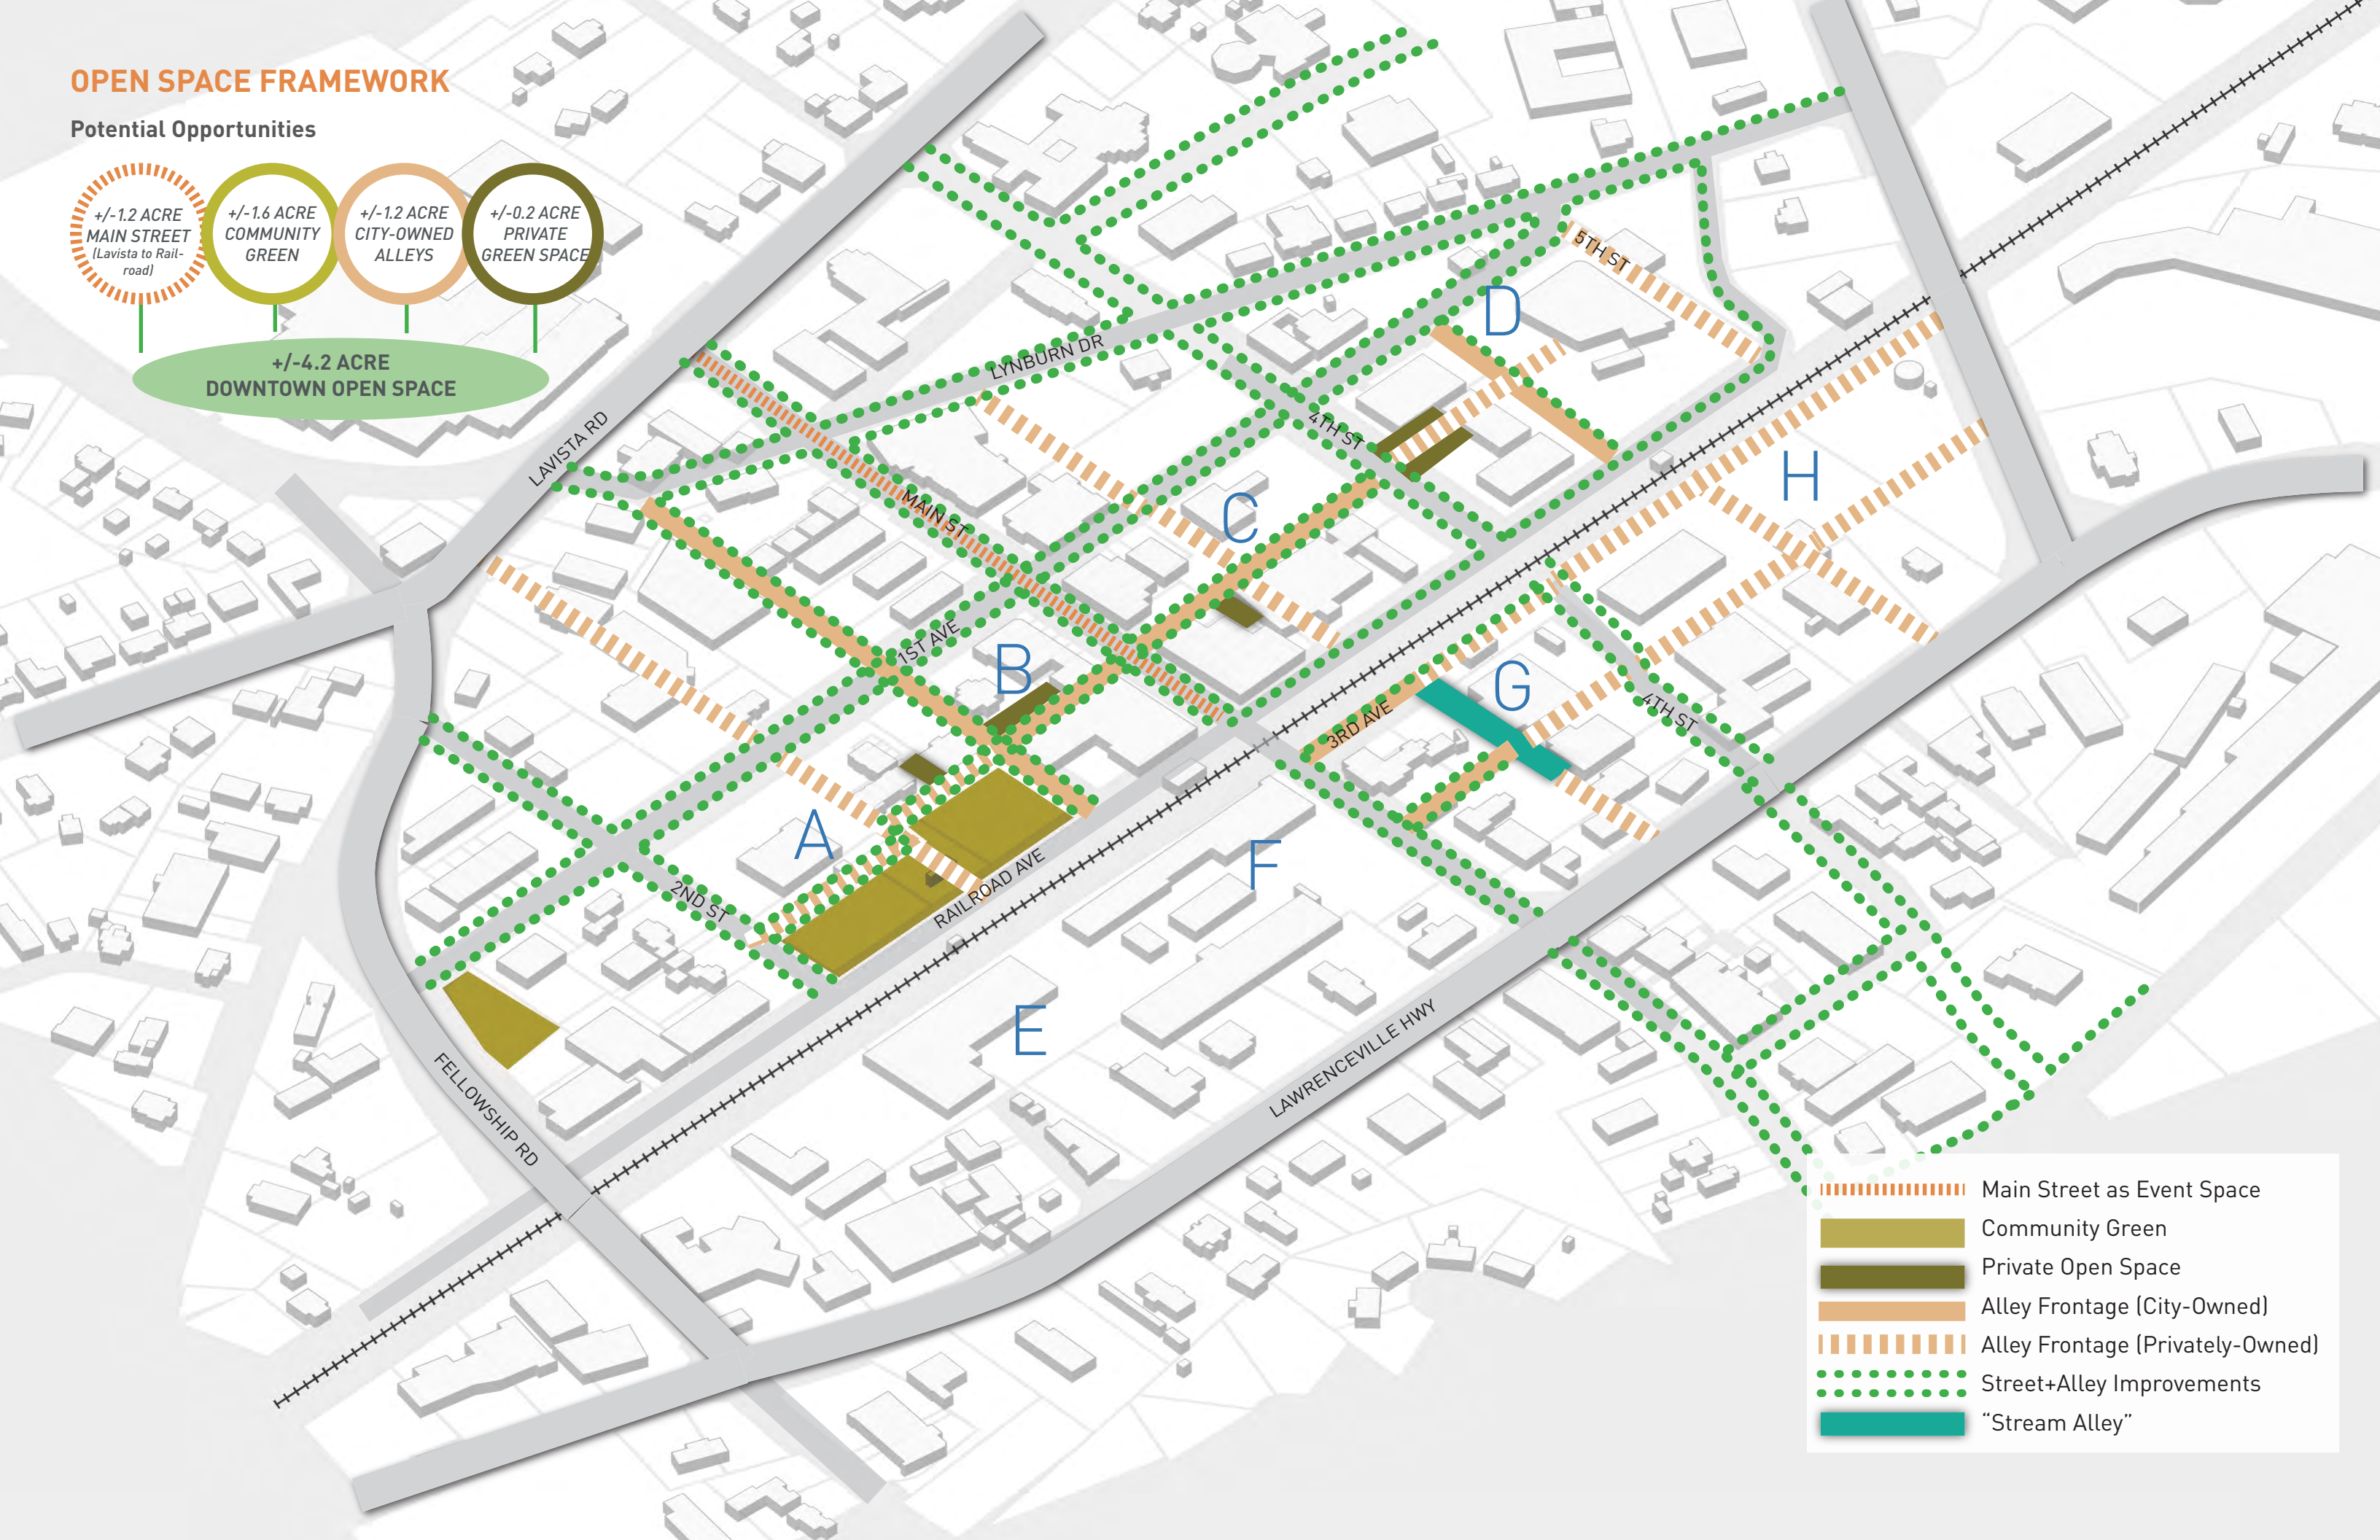 OPEN SPACE FRAMEWORK
Potential Opportunities
+/-1.2 ACRE
MAIN STREET
(Lavista to Rail-
road)
+/-1.6 ACRE
COMMUNITY
GREEN
+/-1.2 ACRE
CITY-OWNED
ALLEYS
+/-0.2 ACRE
PRIVATE
GREEN SPACE
+/-4.2 ACRE
DOWNTOWN OPEN SPACE
5TH ST
D
LYNBURN DR
LAVISTA RD
4TH ST
H
C
MAIN ST
1ST AVE
B
G
4TH ST
3RD AVE
A
F
RAILROAD AVE
2ND ST
E
LAWRENCEVILLE HWY
FELLOWSHIP RD
Main Street as Event Space
Community Green
Private Open Space
Alley Frontage (City-Owned)
Alley Frontage (Privately-Owned)
Street+Alley Improvements
“Stream Alley”